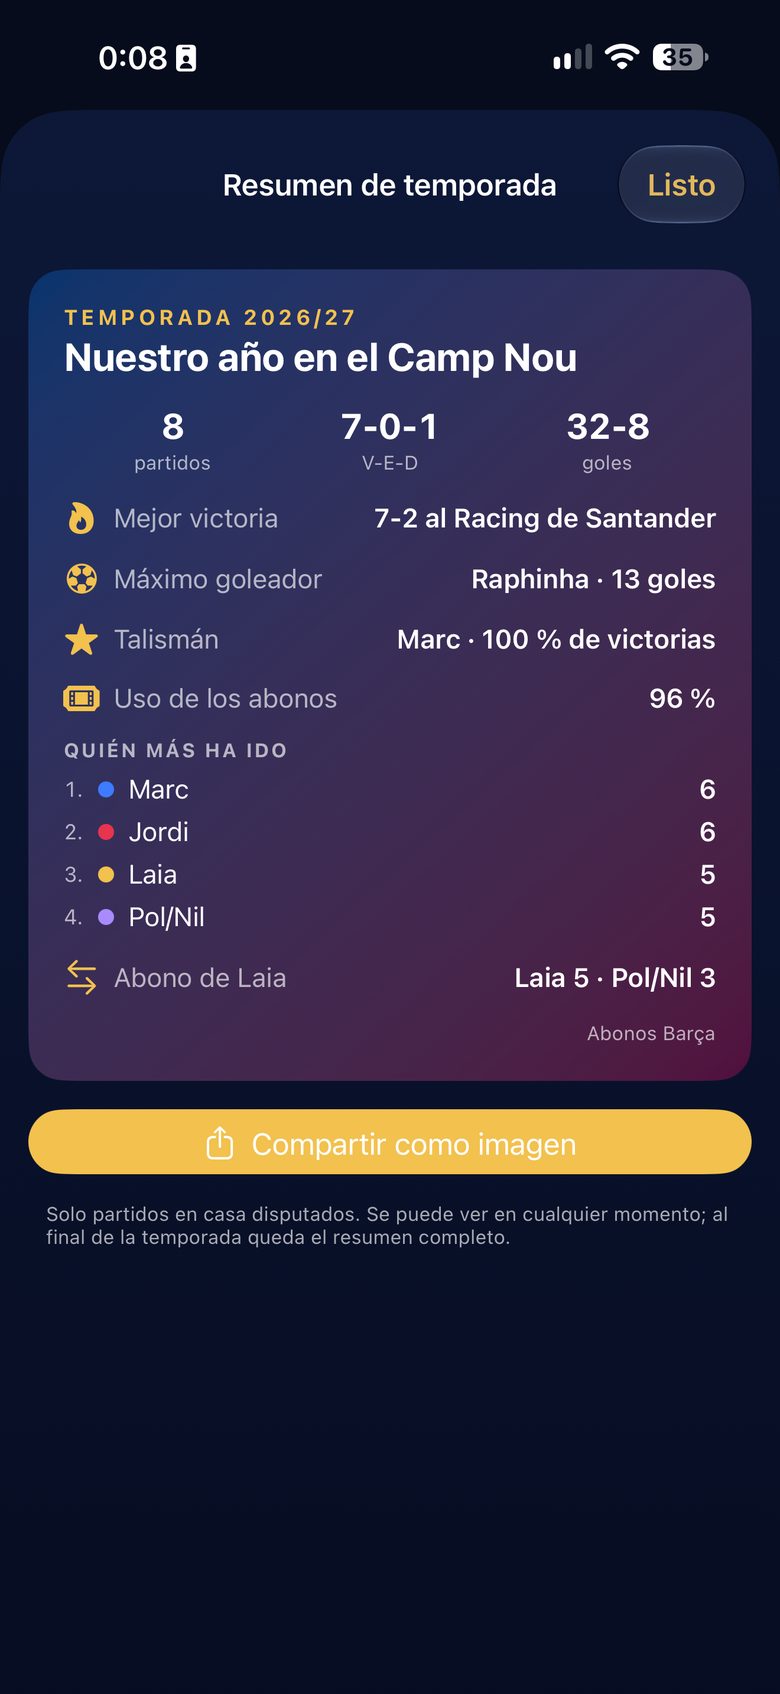 0:08
35
Resumen de temporada
Listo
TEMPORADA 2026/27
Nuestro año en el Camp Nou
8 7-0-1 32-8
partidos V-E-D goles
Mejor victoria 7-2 al Racing de Santander
Máximo goleador Raphinha · 13 goles
Talismán Marc · 100 % de victorias
Uso de los abonos 96 %
QUIÉN MÁS HA IDO
1. Marc 6
2. Jordi 6
3. Laia 5
4. Pol/Nil 5
Abono de Laia Laia 5 · Pol/Nil 3
Abonos Barça
Compartir como imagen
Solo partidos en casa disputados. Se puede ver en cualquier momento; al
final de la temporada queda el resumen completo.